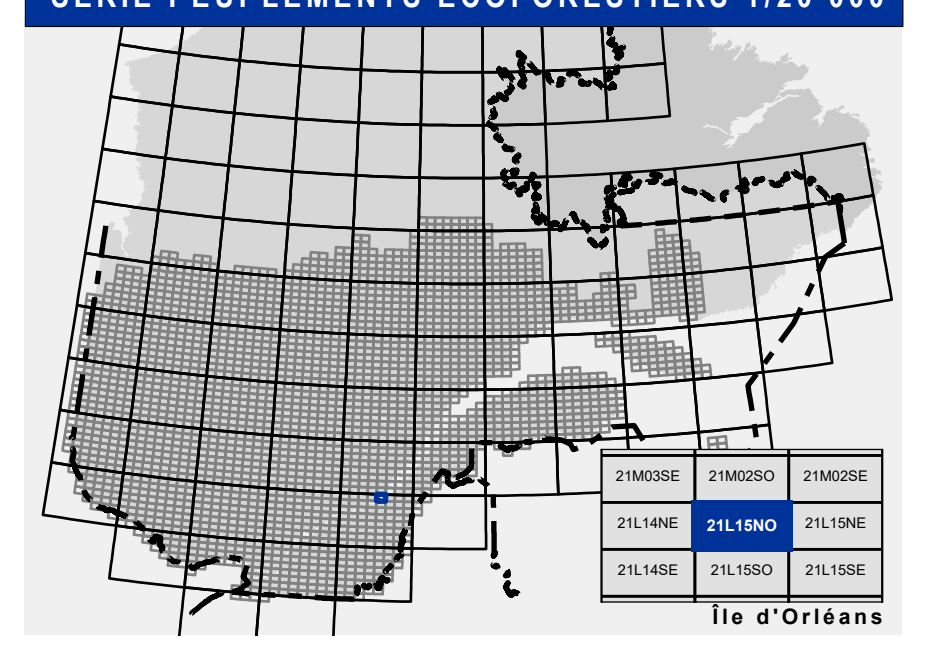 SÉRIE PEUPLEMENTS ÉCOFORESTIERS 1/20 000
21M03SE 21M02SO 21M02SE
21L14NE 21L15NO 21L15NE
21L14SE 21L15SO 21L15SE
Île d'Orléans